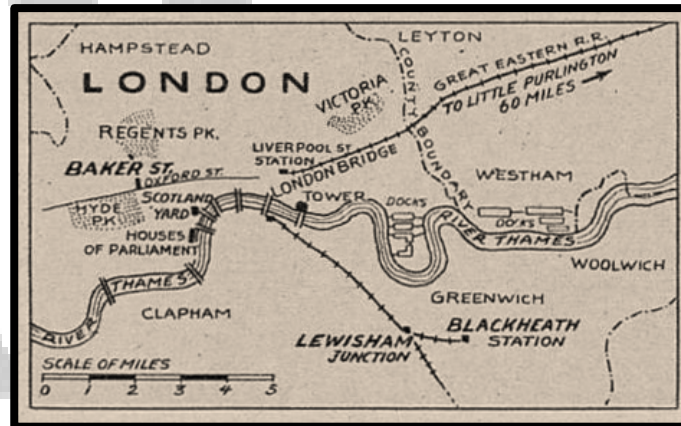 HAMPSTEAD
LEYTON
LONDON
COUNTY BOUNDARY
GREAT EASTERN R.R.
TO LITTLE PURLINGTON
60 MILES
VICTORIA
PK.
REGENTS PK.
LIVERPOOL ST.
STATION
BAKER ST.
OXFORD ST.
LONDON BRIDGE
WESTHAM
HYDE
PK.
SCOTLAND
YARD
TOWER
DOCKS
DOCKS
RIVER THAMES
HOUSES
OF PARLIAMENT
WOOLWICH
RIVER THAMES
CLAPHAM
GREENWICH
LEWISHAM
JUNCTION
BLACKHEATH
STATION
SCALE OF MILES
0 1 2 3 4 5